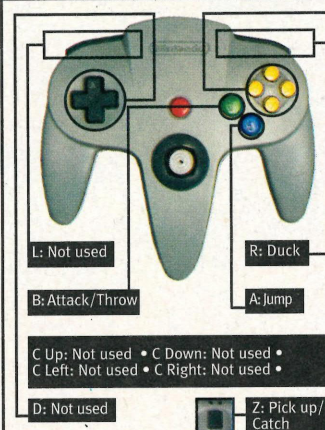 Nintendo
L: Not used
R: Duck
B: Attack/Throw
A: Jump
C Up: Not used • C Down: Not used •
C Left: Not used • C Right: Not used •
D: Not used
Z: Pick up/
Catch